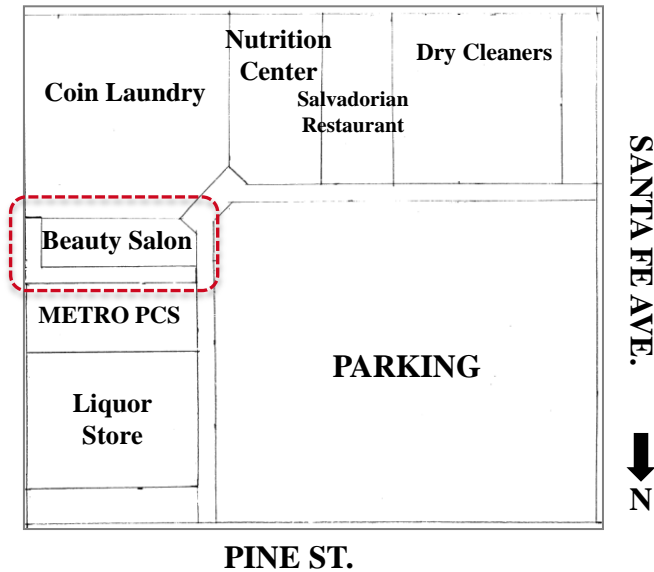 Nutrition
Center
Dry Cleaners
Coin Laundry
Salvadorian
Restaurant
Beauty Salon
METRO PCS
Liquor
Store
PARKING
SANTA FE AVE.
N
PINE ST.